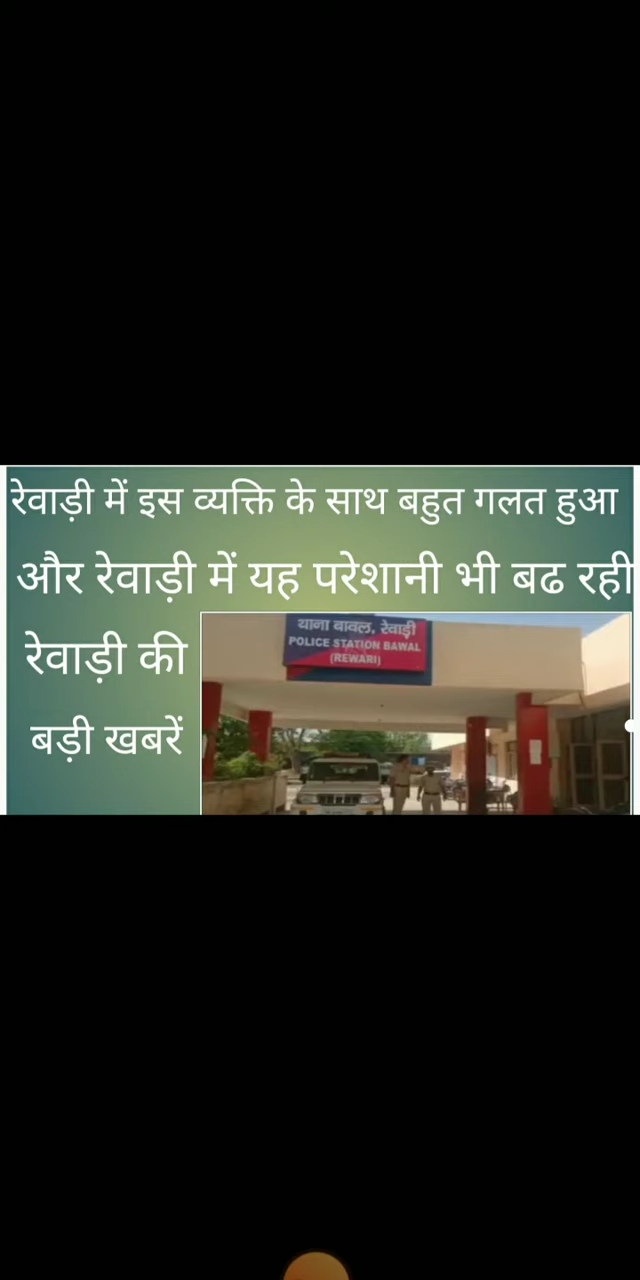 रेवाड़ी में इस व्यक्ति के साथ बहुत गलत हुआ
और रेवाड़ी में यह परेशानी भी बढ रही
रेवाड़ी की
बड़ी खबरें
थाना बावल, रेवाड़ी
POLICE STATION BAWAL
(REWARI)